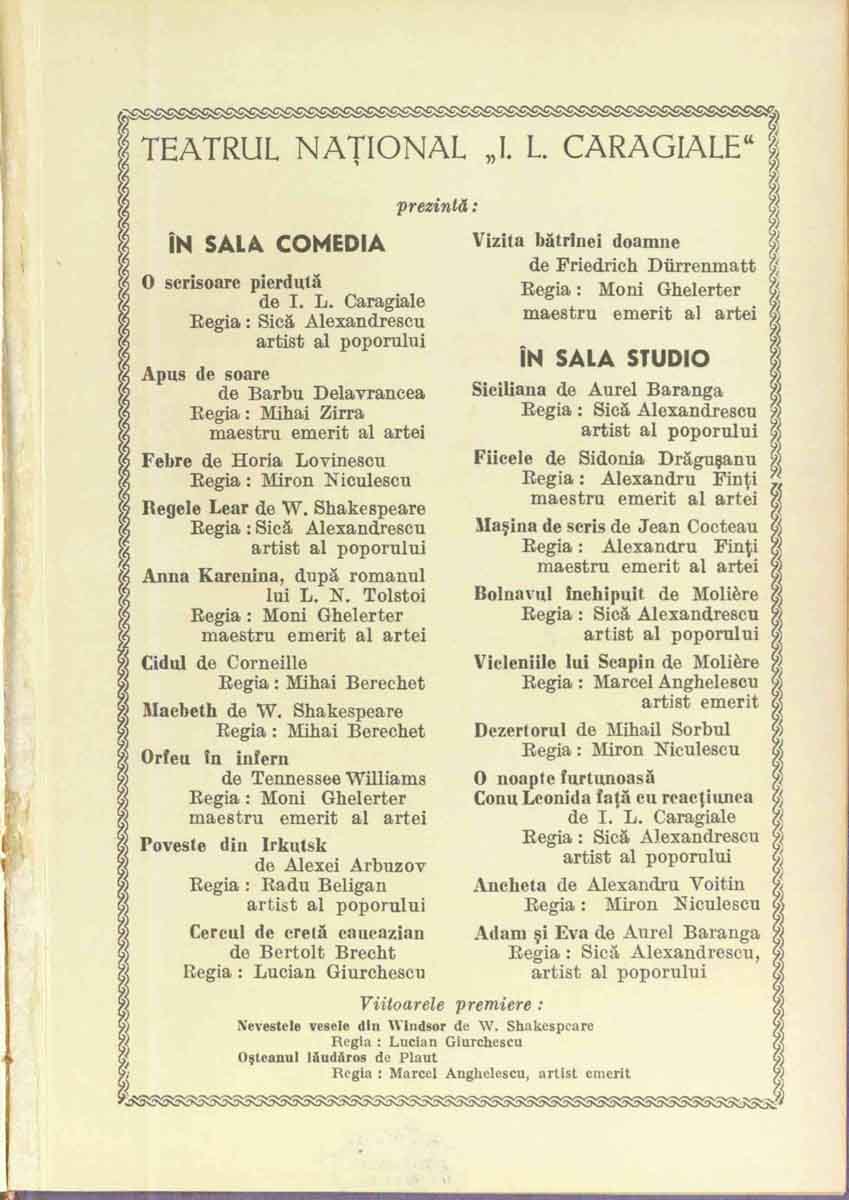 TEATRUL NAȚIONAL „I. L. CARAGIALE“
prezintă :
ÎN SALA COMEDIA
O scrisoare pierdută
de I. L. Caragiale
Regia : Sică Alexandrescu
artist al poporului
Apus de soare
de Barbu Delavrancea
Regia : Mihai Zirra
maestru emerit al artei
Febre de Horia Lovinescu
Regia : Miron Niculescu
Regele Lear de W. Shakespeare
Regia : Sică Alexandrescu
artist al poporului
Anna Karenina, după romanul
lui L. N. Tolstoi
Regia : Moni Ghelerter
maestru emerit al artei
Cidul de Corneille
Regia : Mihai Berechet
Macbeth de W. Shakespeare
Regia : Mihai Berechet
Orfeu în infern
de Tennessee Williams
Regia : Moni Ghelerter
maestru emerit al artei
Poveste din Irkutsk
de Alexei Arbuzov
Regia : Radu Beligan
artist al poporului
Cercul de cretă caucazian
de Bertolt Brecht
Regia : Lucian Giurchescu
Vizita bătrînei doamne
de Friedrich Dürrenmatt
Regia : Moni Ghelerter
maestru emerit al artei
ÎN SALA STUDIO
Siciliana de Aurel Baranga
Regia : Sică Alexandrescu
artist al poporului
Fiicele de Sidonia Drăgușanu
Regia : Alexandru Finți
maestru emerit al artei
Mașina de scris de Jean Cocteau
Regia : Alexandru Finți
maestru emerit al artei
Bolnavul închipuit de Molière
Regia : Sică Alexandrescu
artist al poporului
Vicleniile lui Scapin de Molière
Regia : Marcel Anghelescu
artist emerit
Dezertorul de Mihail Sorbul
Regia : Miron Niculescu
O noapte furtunoasă
Conu Leonida față cu reacțiunea
de I. L. Caragiale
Regia : Sică Alexandrescu
artist al poporului
Ancheta de Alexandru Voitin
Regia : Miron Niculescu
Adam și Eva de Aurel Baranga
Regia : Sică Alexandrescu,
artist al poporului
Viitoarele premiere :
Nevestele vesele din Windsor de W. Shakespeare
Regia : Lucian Giurchescu
Oșteanul lăudăros de Plaut
Regia : Marcel Anghelescu, artist emerit